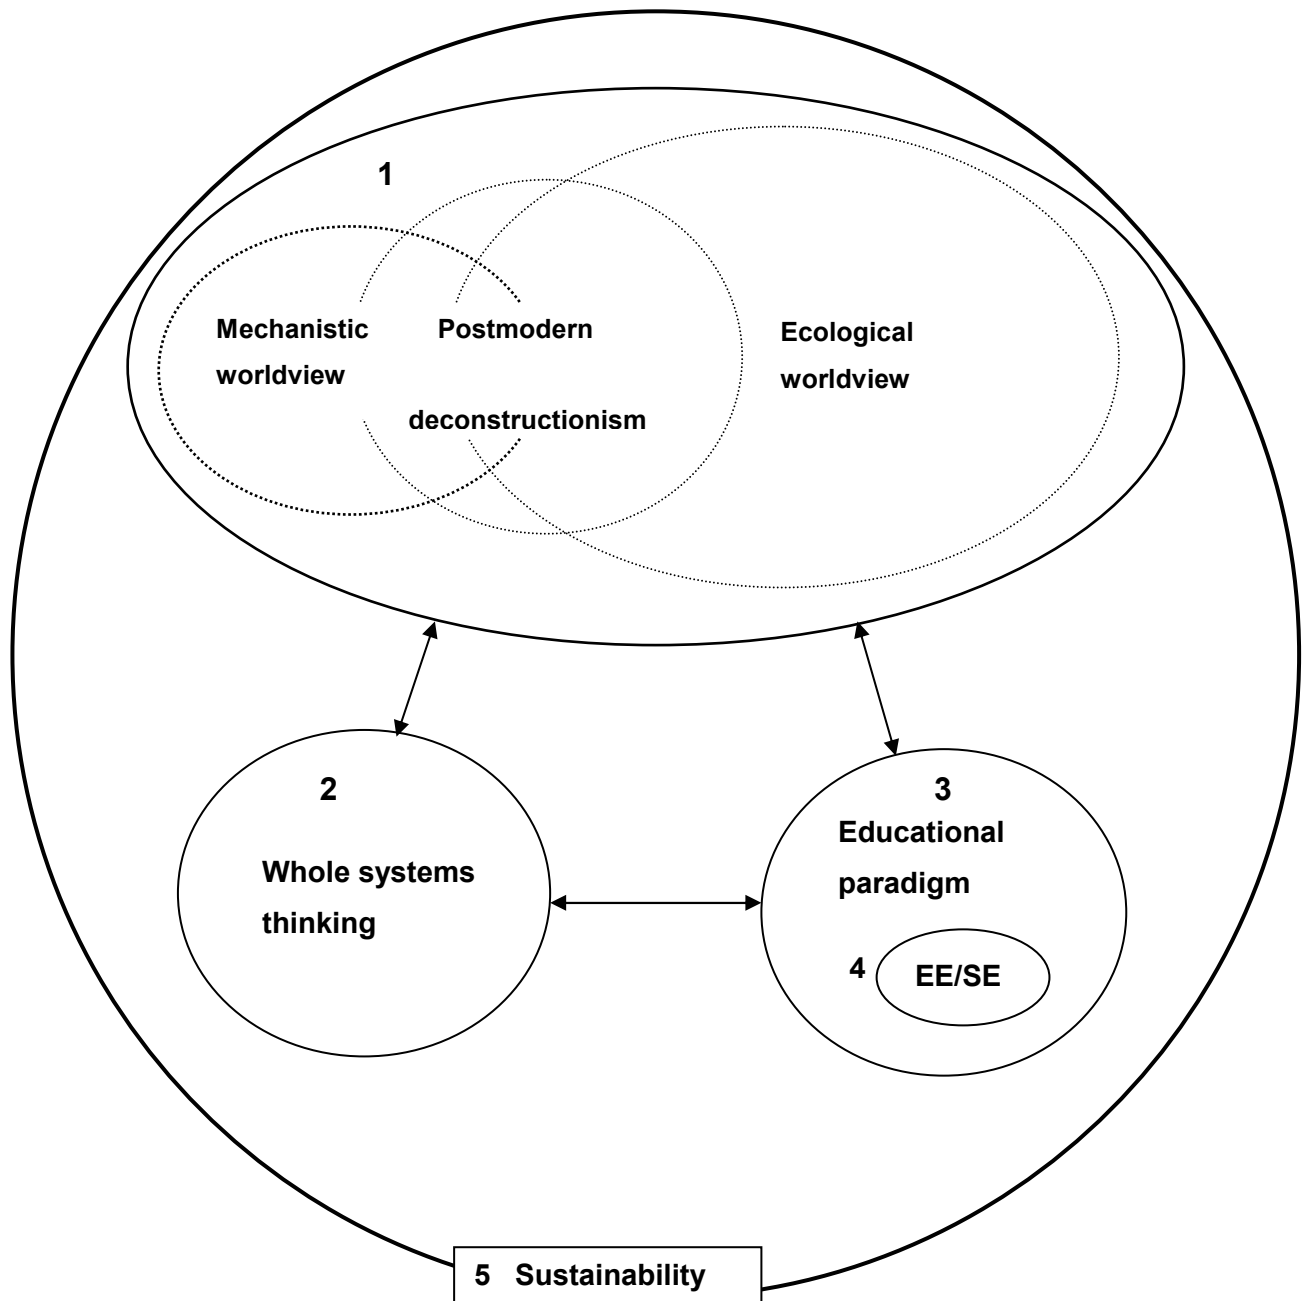 1
Mechanistic
worldview
Postmodern
deconstructionism
Ecological
worldview
2
Whole systems
thinking
3
Educational
paradigm
4
EE/SE
5 Sustainability